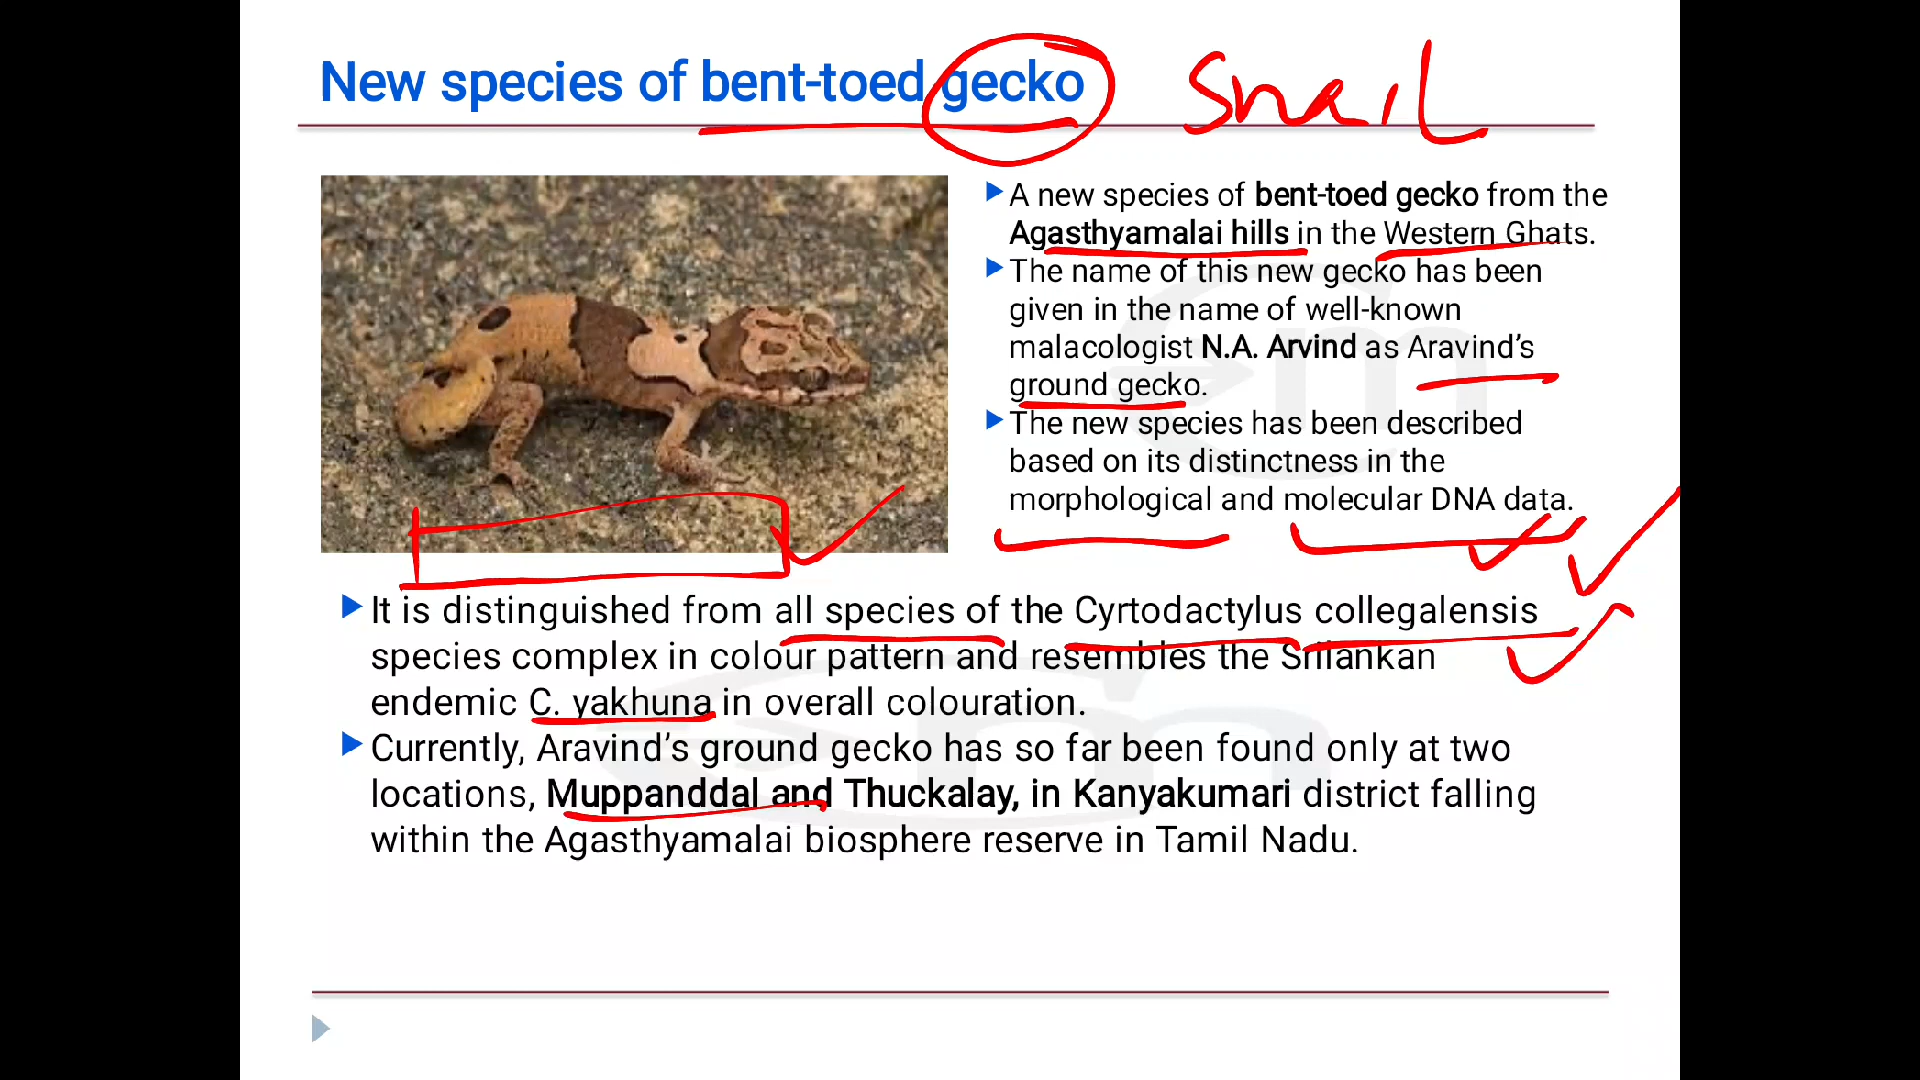 New species of bent-toed gecko
Snail
A new species of bent-toed gecko from the
Agasthyamalai hills in the Western Ghats.
The name of this new gecko has been
given in the name of well-known
malacologist N.A. Arvind as Aravind's
ground gecko.
The new species has been described
based on its distinctness in the
morphological and molecular DNA data.
It is distinguished from all species of the Cyrtodactylus collegalensis
species complex in colour pattern and resembles the Srilankan
endemic C. yakhuna in overall colouration.
Currently, Aravind's ground gecko has so far been found only at two
locations, Muppanddal and Thuckalay, in Kanyakumari district falling
within the Agasthyamalai biosphere reserve in Tamil Nadu.